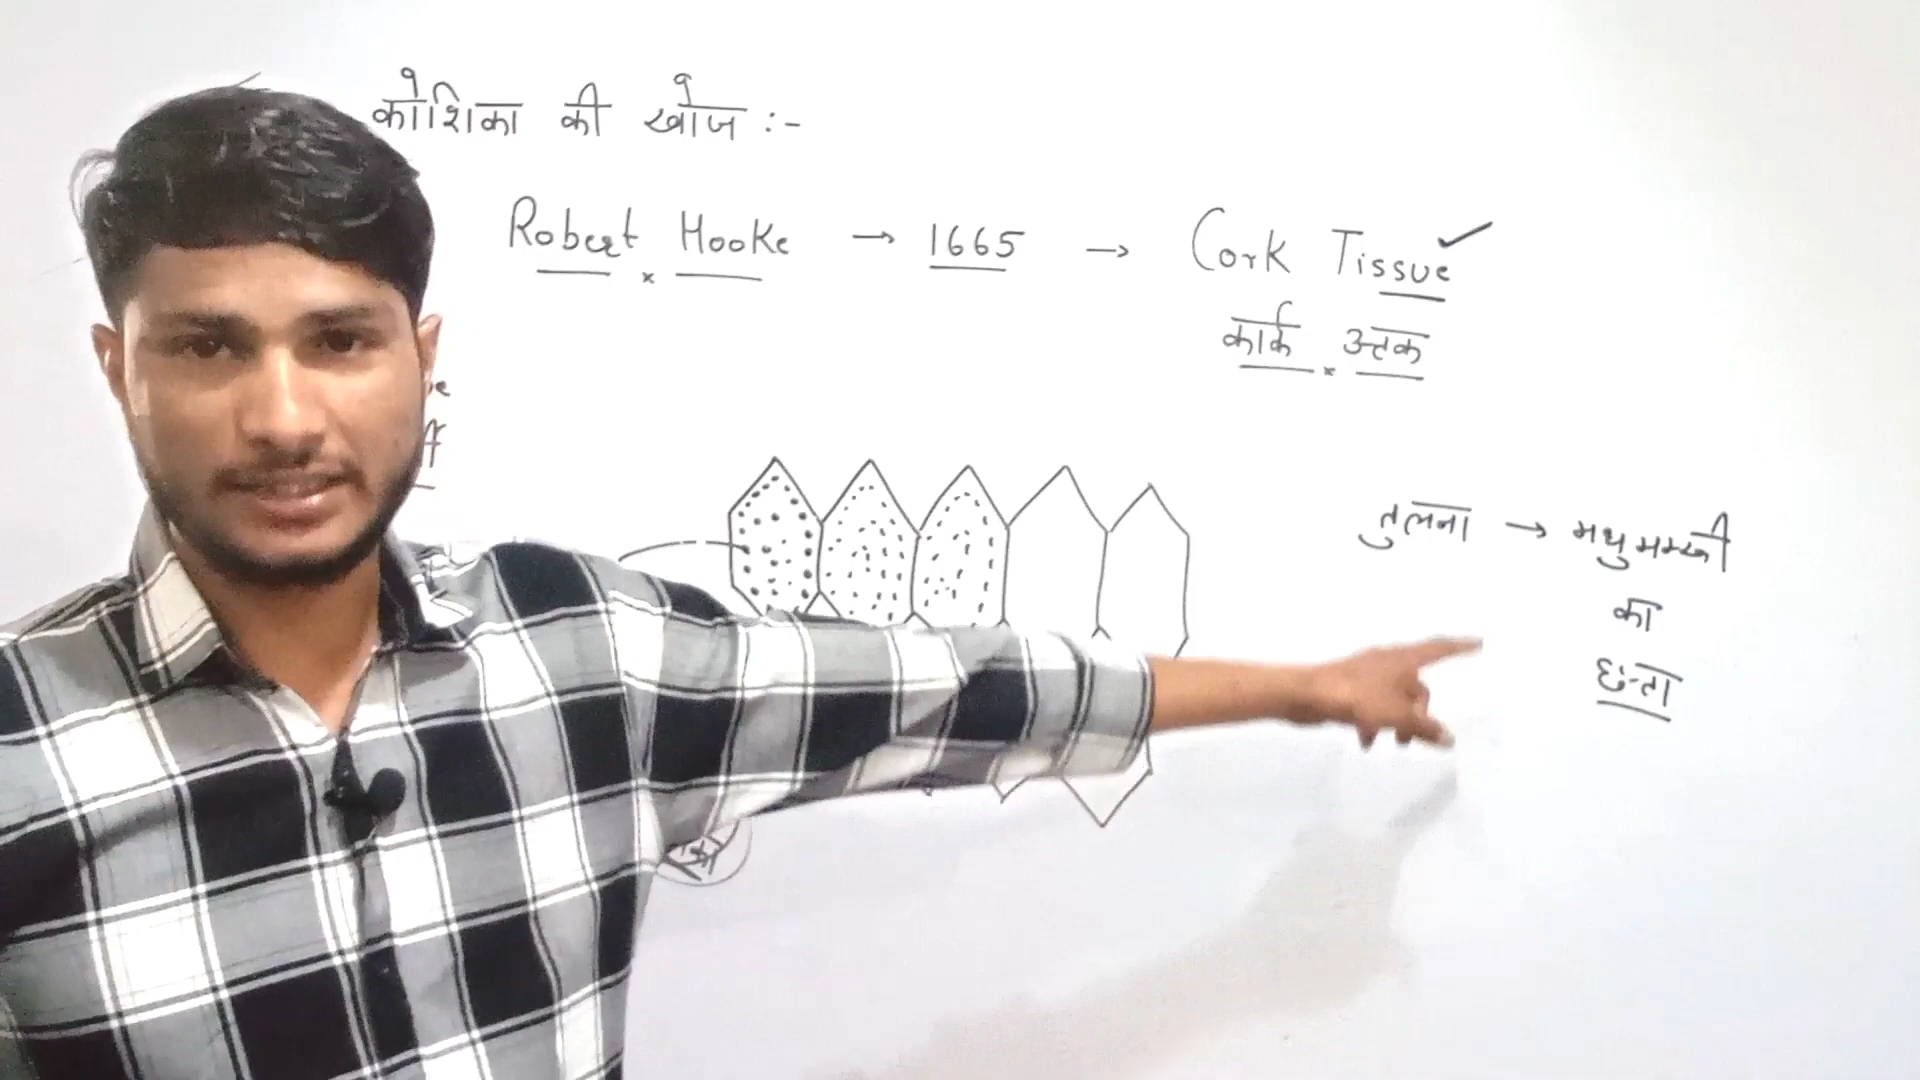 कोशिका की खोज :-
Robert Hooke → 1665 → Cork Tissue ✓
कार्क ऊतक
तुलना → मधुमक्खी
का
छत्ता